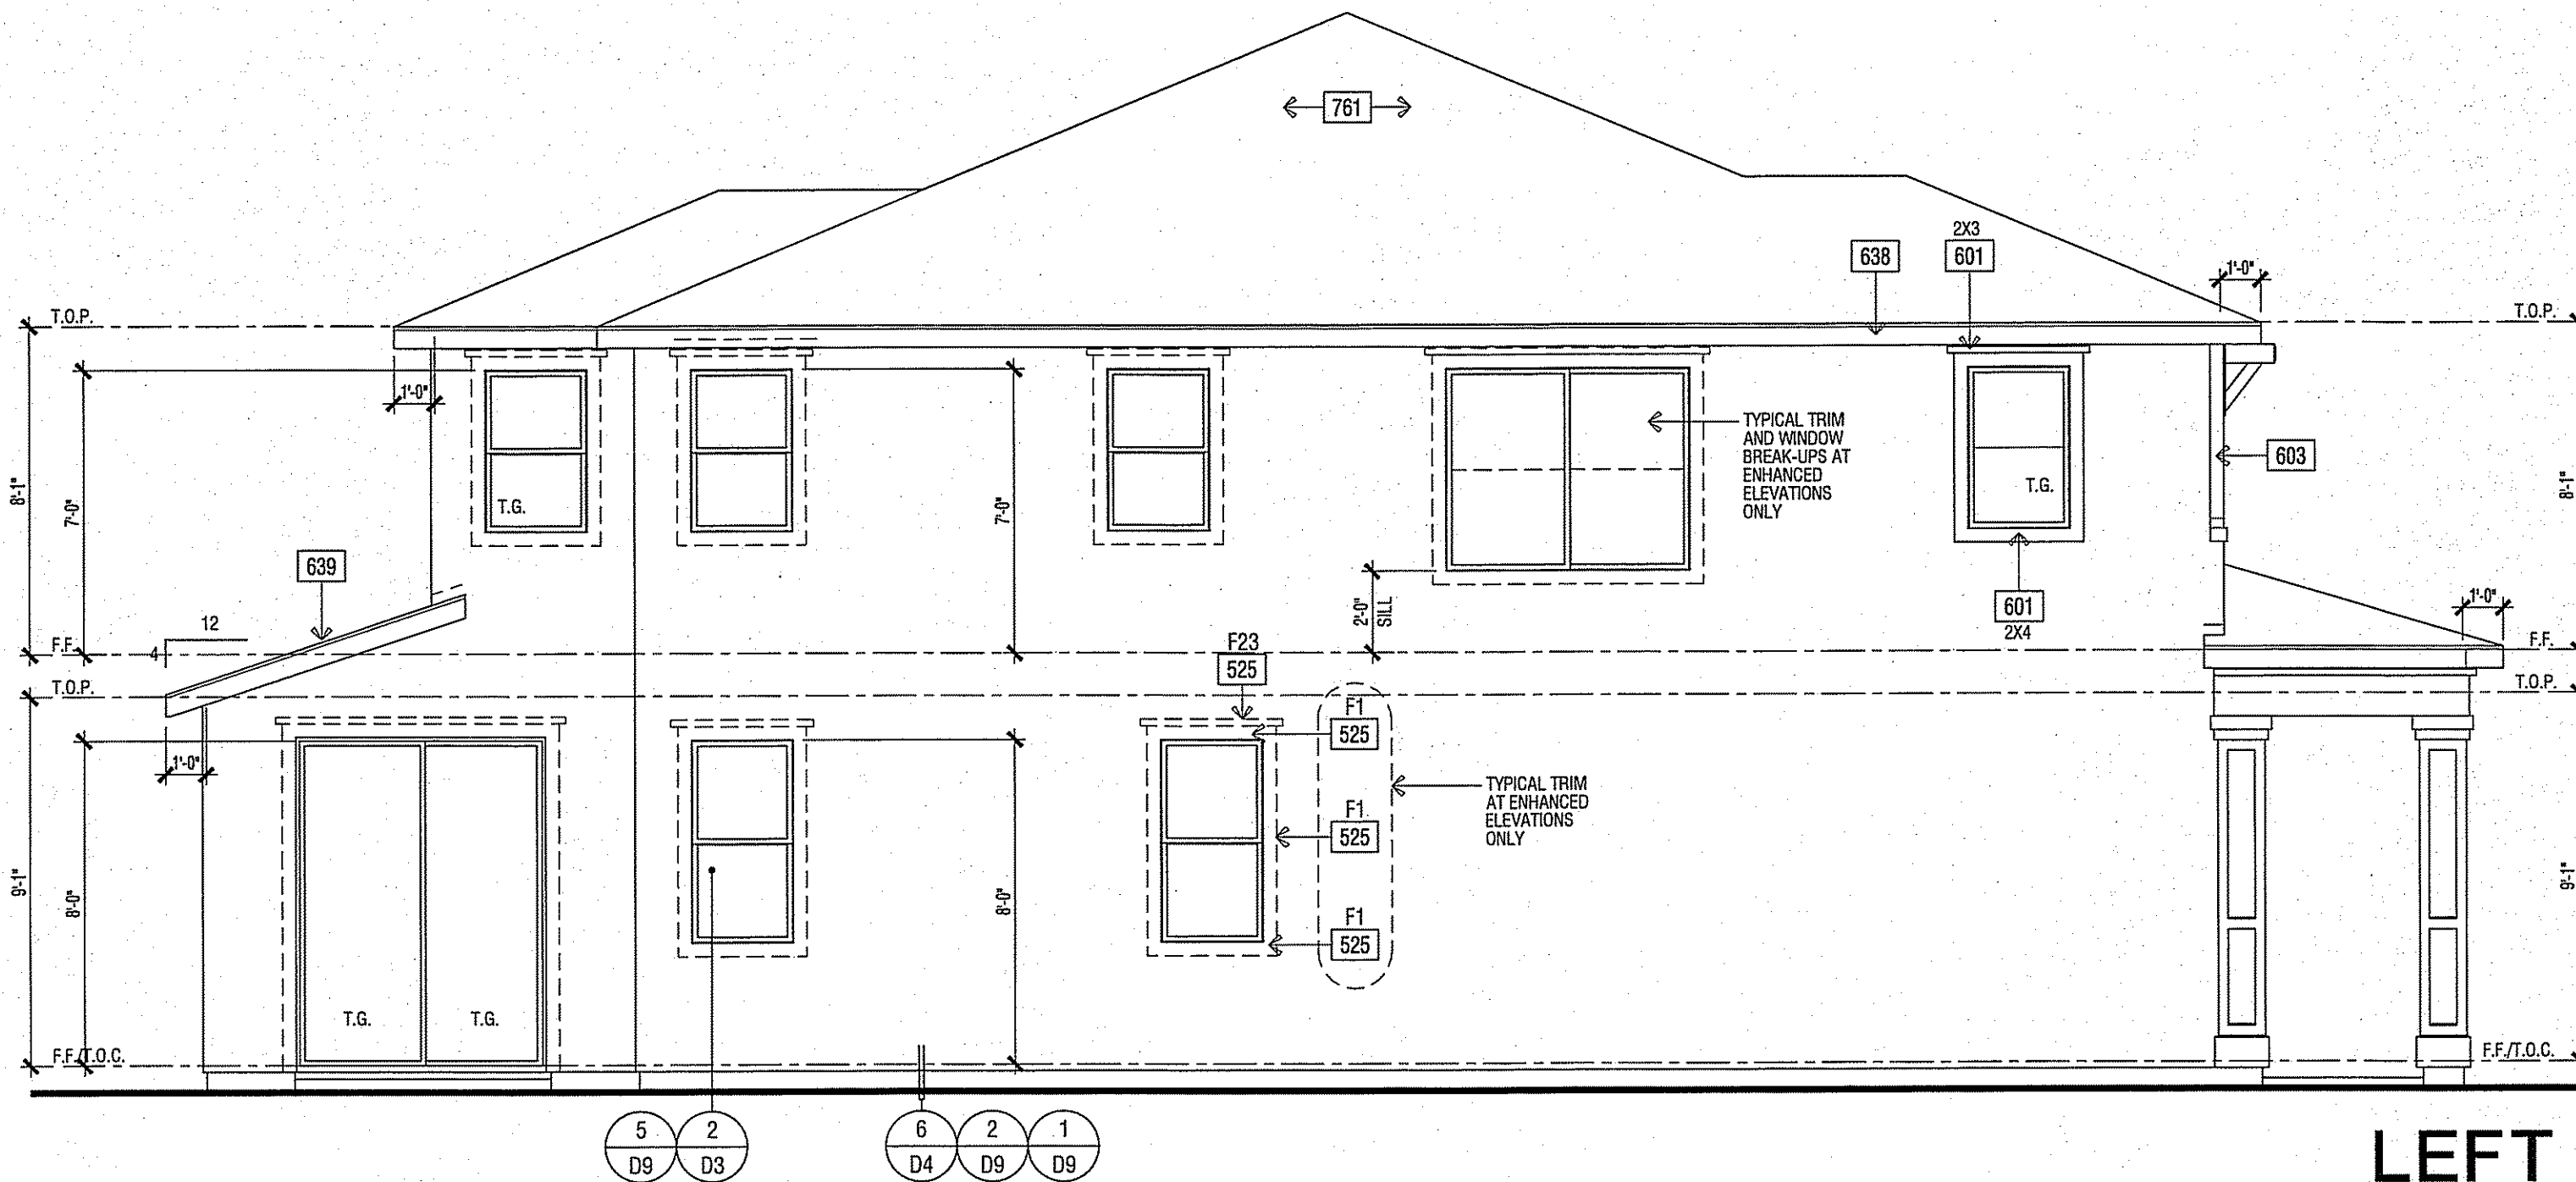 761
2X3
638
601
1'-0"
T.O.P.
T.O.P.
1'-0"
TYPICAL TRIM
AND WINDOW
BREAK-UPS AT
ENHANCED
ELEVATIONS
ONLY
603
8'-1"
7'-0"
T.G.
7'-0"
T.G.
8'-1"
639
2'-0"
SILL
601
2X4
1'-0"
12
4
F.F.
F23
525
F.F.
T.O.P.
T.O.P.
F1
525
1'-0"
TYPICAL TRIM
AT ENHANCED
ELEVATIONS
ONLY
F1
525
9'-1"
8'-0"
8'-0"
9'-1"
F1
525
T.G.
T.G.
F.F./T.O.C.
F.F./T.O.C.
5
D9
2
D3
6
D4
2
D9
1
D9
LEFT